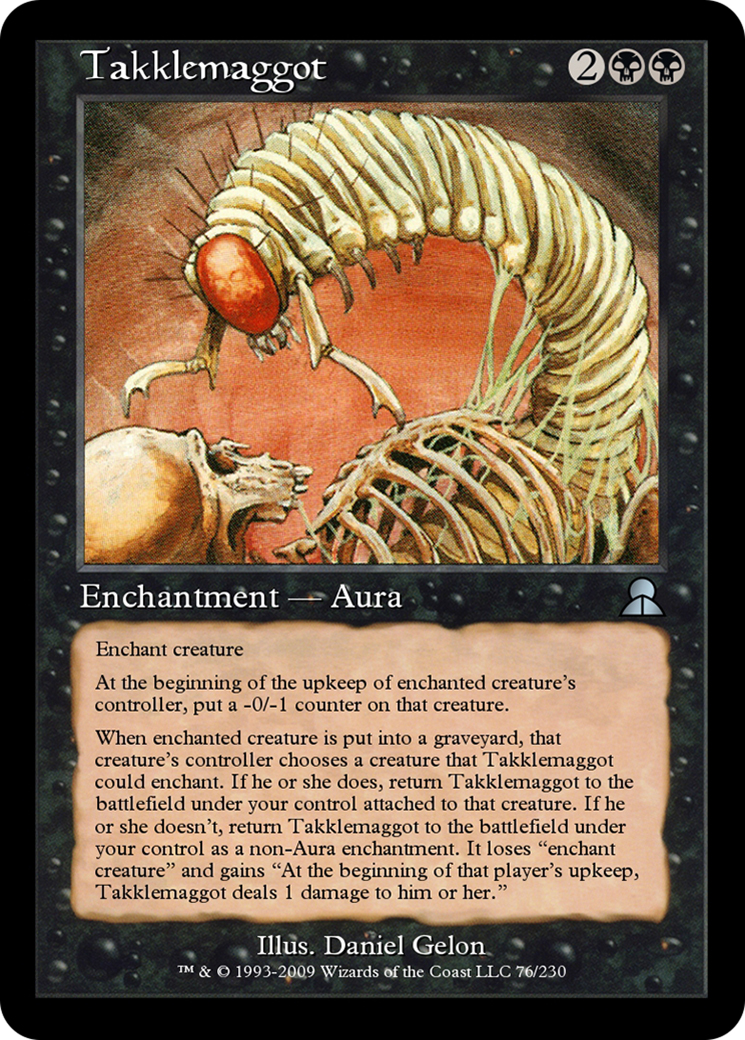 Takklemaggot
2
Enchantment — Aura
Enchant creature
At the beginning of the upkeep of enchanted creature's
controller, put a -0/-1 counter on that creature.
When enchanted creature is put into a graveyard, that
creature's controller chooses a creature that Takklemaggot
could enchant. If he or she does, return Takklemaggot to the
battlefield under your control attached to that creature. If he
or she doesn't, return Takklemaggot to the battlefield under
your control as a non-Aura enchantment. It loses “enchant
creature” and gains “At the beginning of that player's upkeep,
Takklemaggot deals 1 damage to him or her.”
Illus. Daniel Gelon
™ & © 1993-2009 Wizards of the Coast LLC 76/230